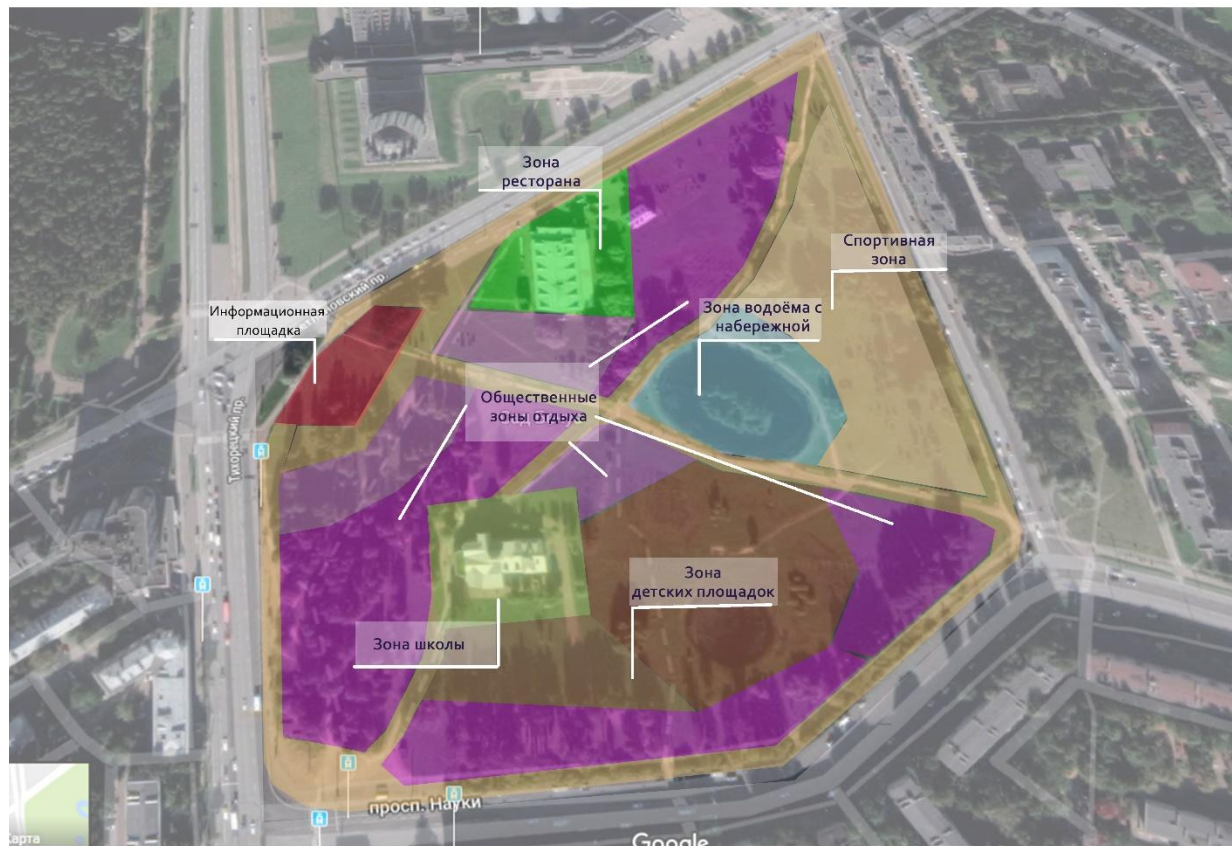 Зона
ресторана
Спортивная
зона
Информационная
площадка
Зона водоёма с
набережной
Общественные
зоны отдыха
Тихорецкий пр.
Зона
детских площадок
Зона школы
просп. Науки
Карта
Google